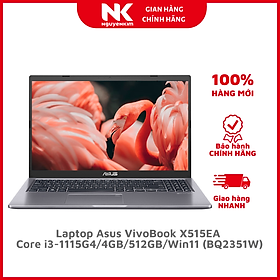 NK
NGUYENKIM
GIAN HÀNG
CHÍNH HÃNG
100%
HÀNG MỚI
Bảo hành
CHÍNH HÃNG
Giao hàng
NHANH
ASUS
Laptop Asus VivoBook X515EA
Core i3-1115G4/4GB/512GB/Win11 (BQ2351W)